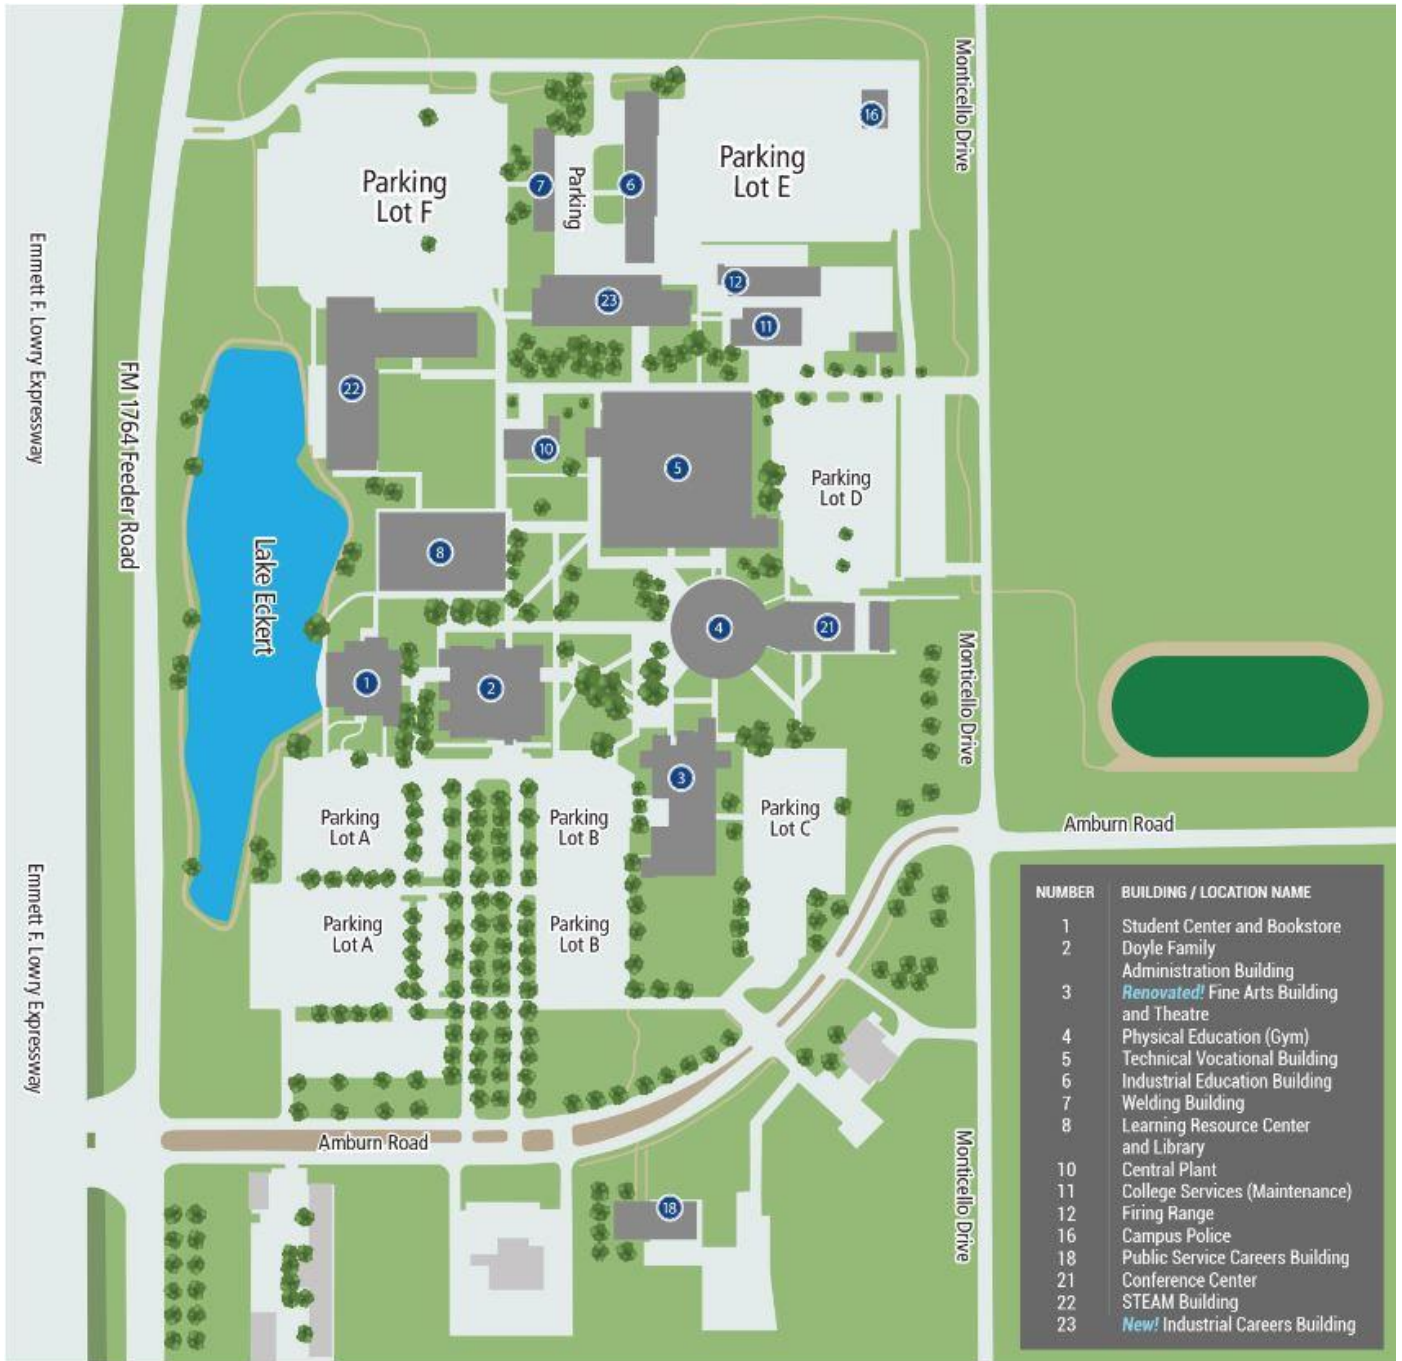 Monticello Drive
16
Parking
Lot E
Parking
Lot F
7
Parking
6
Emmett F. Lowry Expressway
12
23
11
FM 1764 Feeder Road
22
10
5
Parking
Lot D
Lake Eckert
8
4
21
Monticello Drive
1
2
3
Parking
Lot A
Parking
Lot B
Parking
Lot C
Amburn Road
Emmett F. Lowry Expressway
Parking
Lot A
Parking
Lot B
Amburn Road
Monticello Drive
18
NUMBER BUILDING / LOCATION NAME
1 Student Center and Bookstore
2 Doyle Family
Administration Building
3 Renovated! Fine Arts Building
and Theatre
4 Physical Education (Gym)
5 Technical Vocational Building
6 Industrial Education Building
7 Welding Building
8 Learning Resource Center
and Library
10 Central Plant
11 College Services (Maintenance)
12 Firing Range
16 Campus Police
18 Public Service Careers Building
21 Conference Center
22 STEAM Building
23 New! Industrial Careers Building